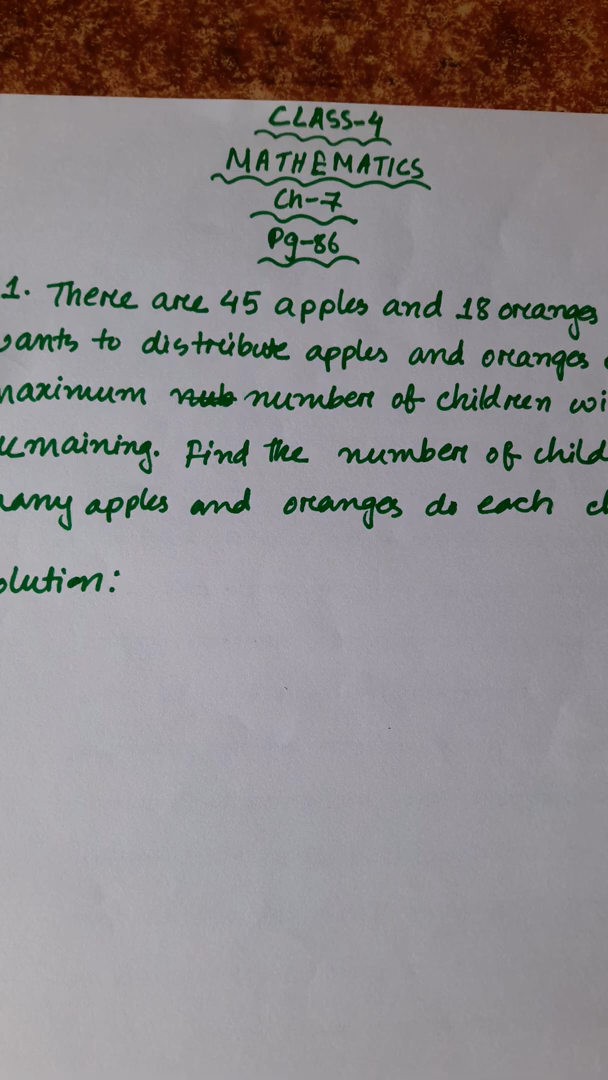 CLASS-4
MATHEMATICS
Ch-7
Pg-86
1. There are 45 apples and 18 oranges
wants to distribute apples and oranges
maximum nub number of children wi
remaining. Find the number of child
many apples and oranges do each
olution: